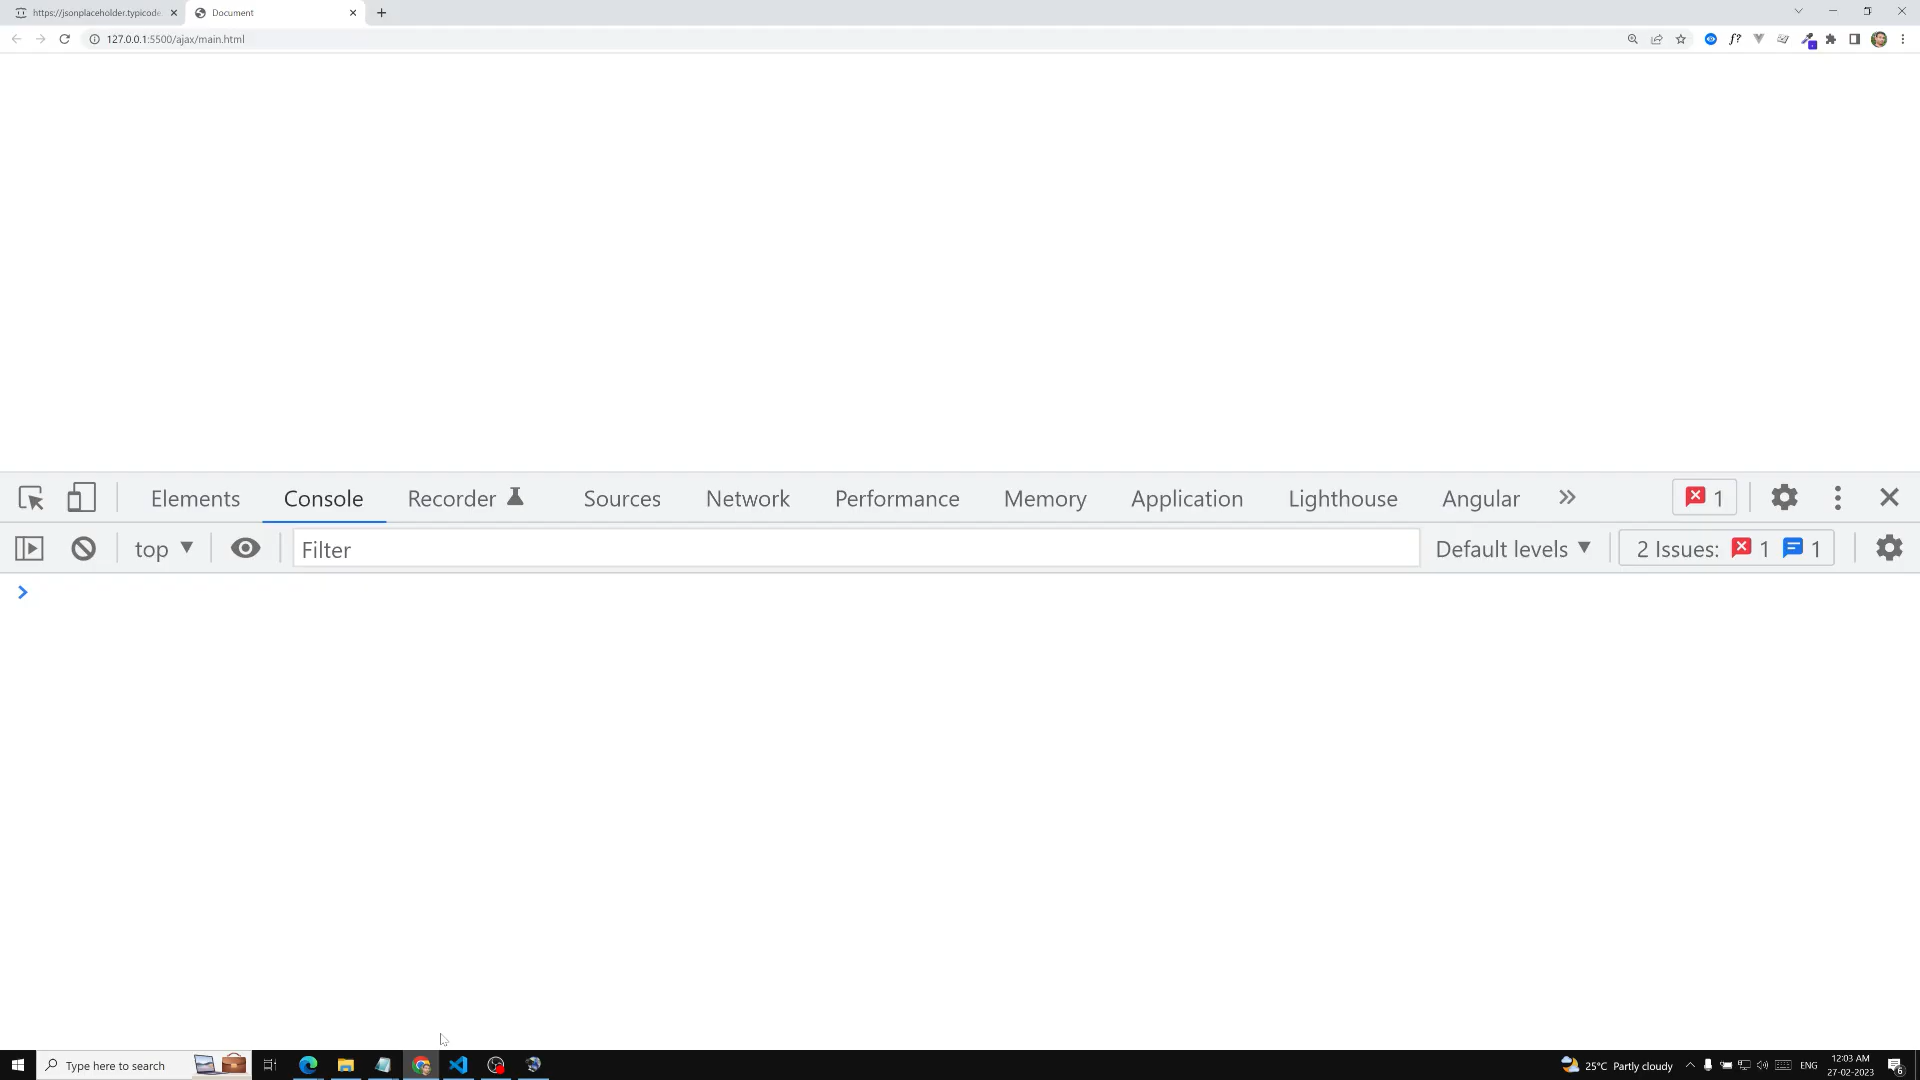 https://jsonplaceholder.typicode.
Document
127.0.0.1:5500/ajax/main.html
f?
Elements
Console
Recorder
Sources
Network
Performance
Memory
Application
Lighthouse
Angular
1
top
Filter
Default levels
2 Issues: 1 1
Type here to search
25°C Partly cloudy
ENG
12:03 AM
27-02-2023
6